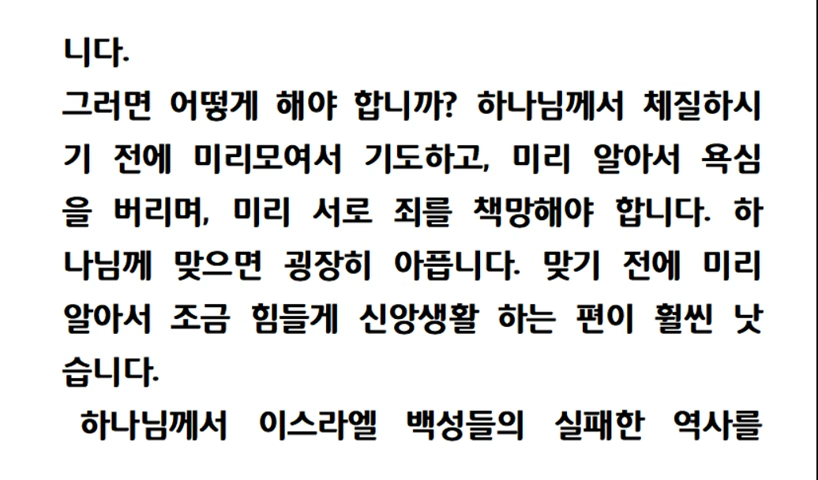 니다.
그러면 어떻게 해야 합니까? 하나님께서 체질하시
기 전에 미리모여서 기도하고, 미리 알아서 욕심
을 버리며, 미리 서로 죄를 책망해야 합니다. 하
나님께 맞으면 굉장히 아픕니다. 맞기 전에 미리
알아서 조금 힘들게 신앙생활 하는 편이 훨씬 낫
습니다.
하나님께서 이스라엘 백성들의 실패한 역사를